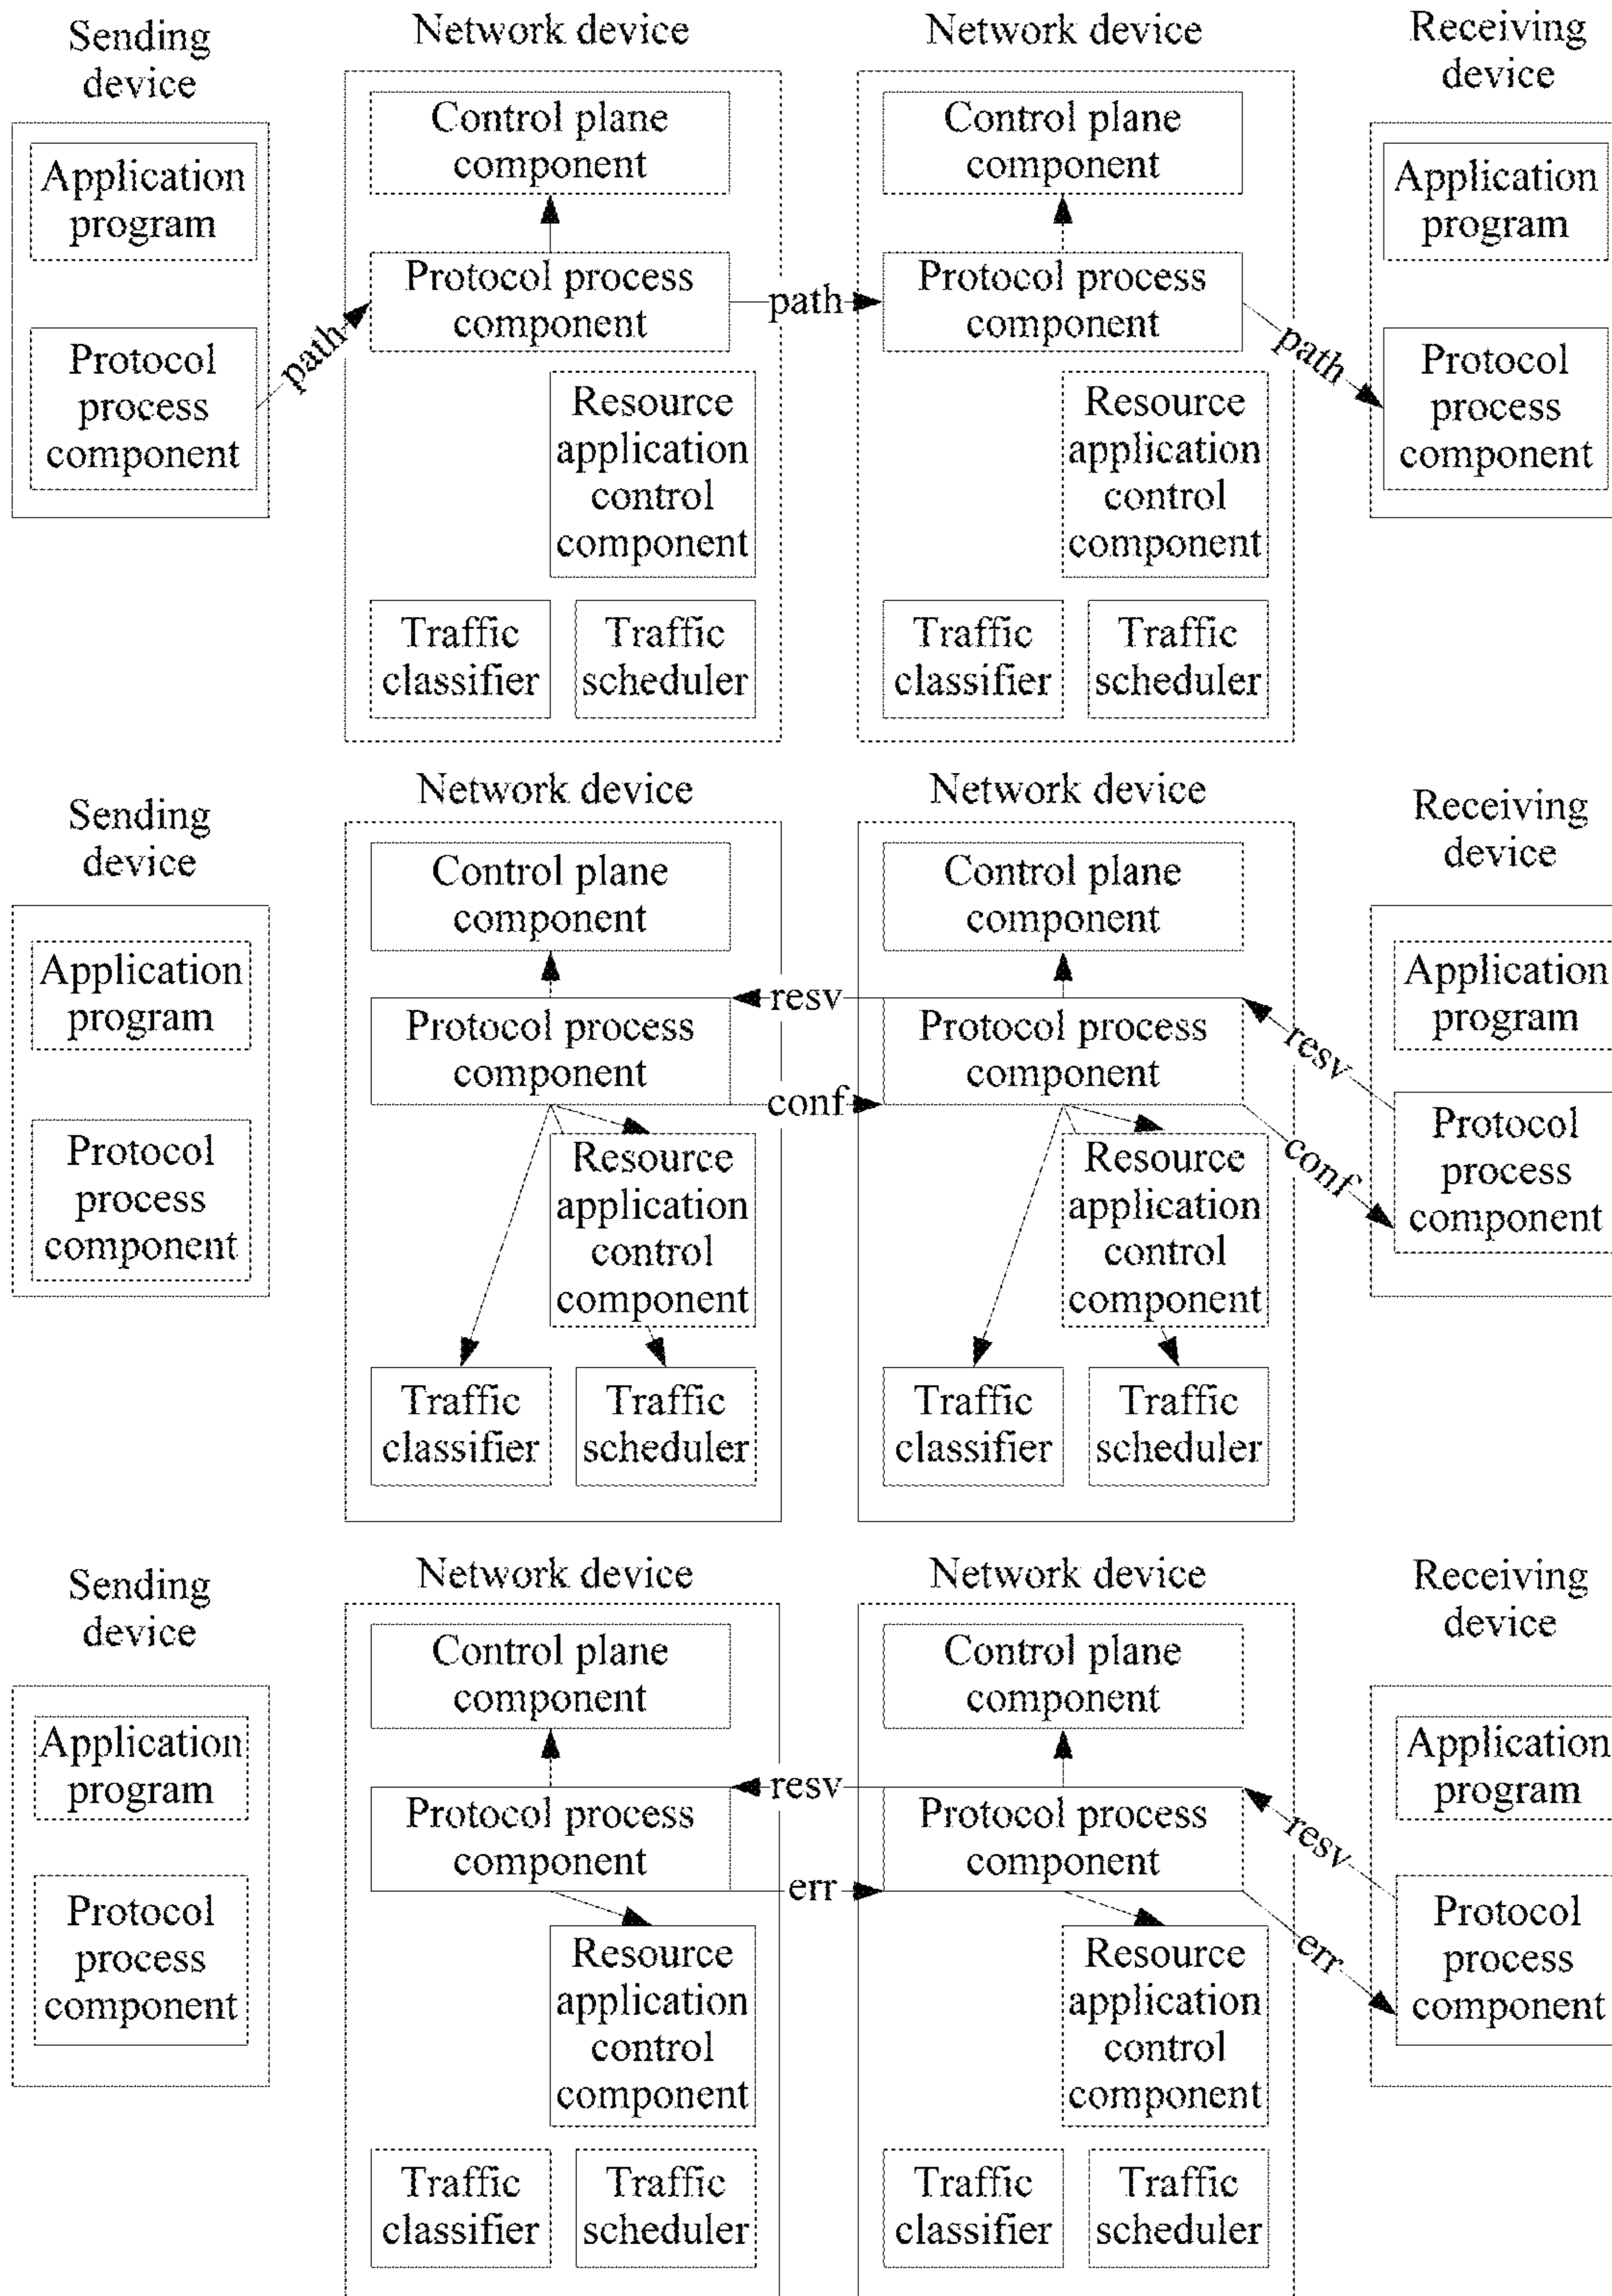 Sending
device
Network device
Network device
Receiving
device
Application
program
Protocol
process
component
path
Control plane
component
Protocol process
component
Resource
application
control
component
Traffic
classifier
Traffic
scheduler
path
Control plane
component
Protocol process
component
Resource
application
control
component
Traffic
classifier
Traffic
scheduler
path
Application
program
Protocol
process
component
Sending
device
Network device
Network device
Receiving
device
Application
program
Protocol
process
component
Control plane
component
Protocol process
component
Resource
application
control
component
Traffic
classifier
Traffic
scheduler
resv
conf
Control plane
component
Protocol process
component
Resource
application
control
component
Traffic
classifier
Traffic
scheduler
resv
conf
Application
program
Protocol
process
component
Sending
device
Network device
Network device
Receiving
device
Application
program
Protocol
process
component
Control plane
component
Protocol process
component
Resource
application
control
component
Traffic
classifier
Traffic
scheduler
resv
err
Control plane
component
Protocol process
component
Resource
application
control
component
Traffic
classifier
Traffic
scheduler
resv
err
Application
program
Protocol
process
component